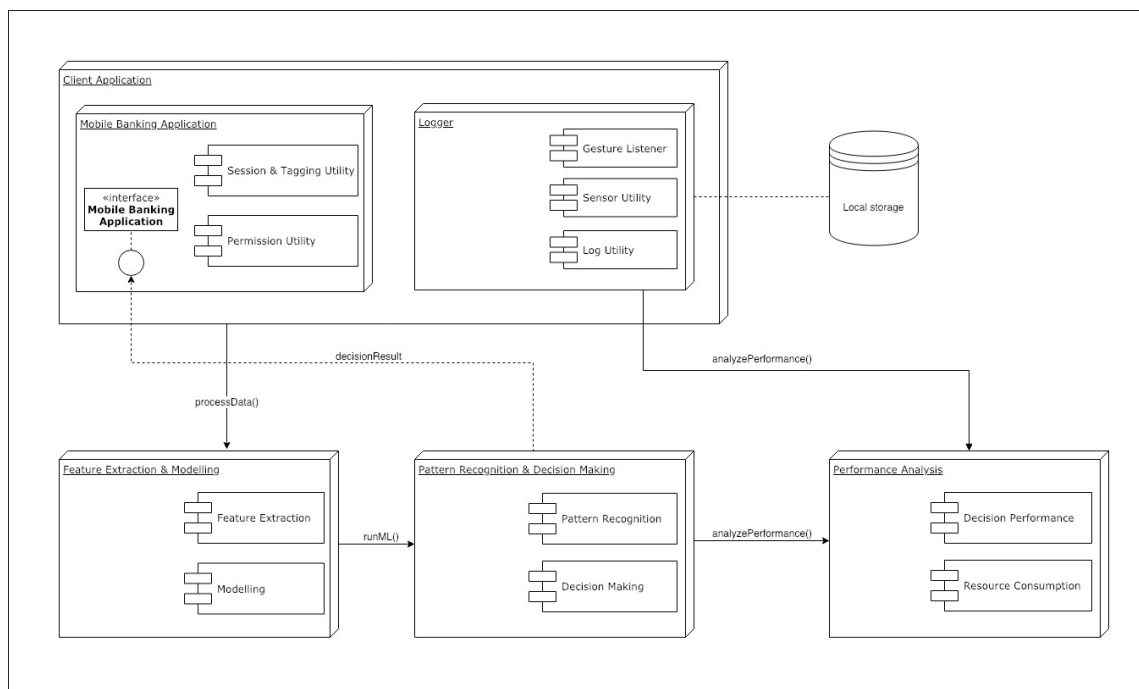 Client Application
Mobile Banking Application
Session & Tagging Utility
«interface»
Mobile Banking
Application
Permission Utility
Logger
Gesture Listener
Sensor Utility
Log Utility
Local storage
decisionResult
analyzePerformance()
processData()
Feature Extraction & Modelling
Feature Extraction
Modelling
runML()
Pattern Recognition & Decision Making
Pattern Recognition
Decision Making
analyzePerformance()
Performance Analysis
Decision Performance
Resource Consumption